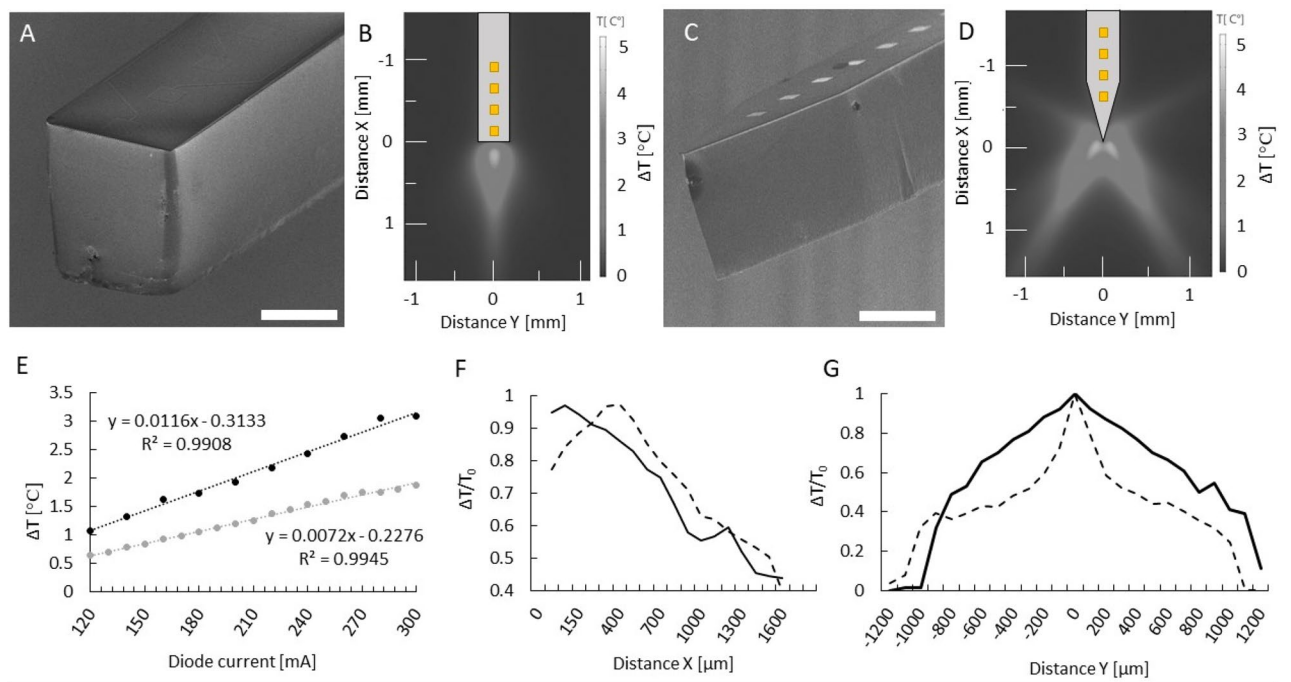 A
B
T[ C°]
5
4
3
2
1
0
ΔT [°C]
-1
0
1
Distance X [mm]
-1
0
1
Distance Y [mm]
C
D
T[ C°]
5
4
3
2
1
0
ΔT [°C]
-1
0
1
Distance X [mm]
-1
0
1
Distance Y [mm]
E
3.5
3
2.5
2
1.5
1
0.5
0
ΔT [°C]
y = 0.0116x - 0.3133
R² = 0.9908
y = 0.0072x - 0.2276
R² = 0.9945
120
150
180
210
240
270
300
Diode current [mA]
F
1
0.9
0.8
0.7
0.6
0.5
0.4
ΔT/T₀
0
150
400
700
1000
1300
1600
Distance X [µm]
G
1
0.8
0.6
0.4
0.2
0
ΔT/T₀
-1200
-1000
-800
-600
-400
-200
0
200
400
600
800
1000
1200
Distance Y [µm]